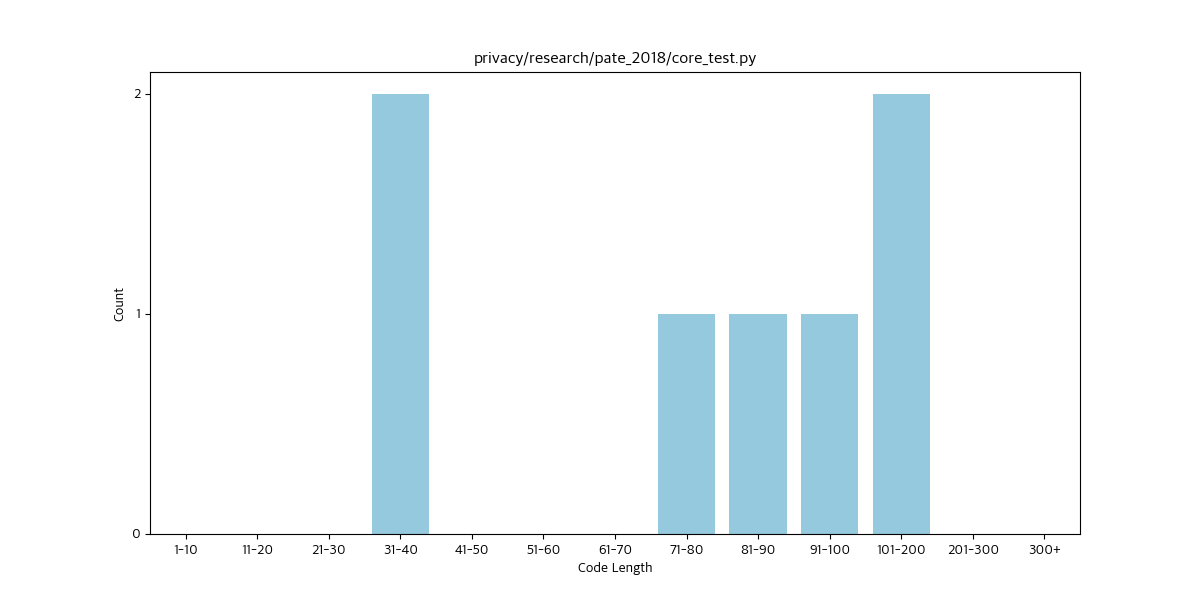 privacy/research/pate_2018/core_test.py
Count
2
1
0
1-10 11-20 21-30 31-40 41-50 51-60 61-70 71-80 81-90 91-100 101-200 201-300 300+
Code Length